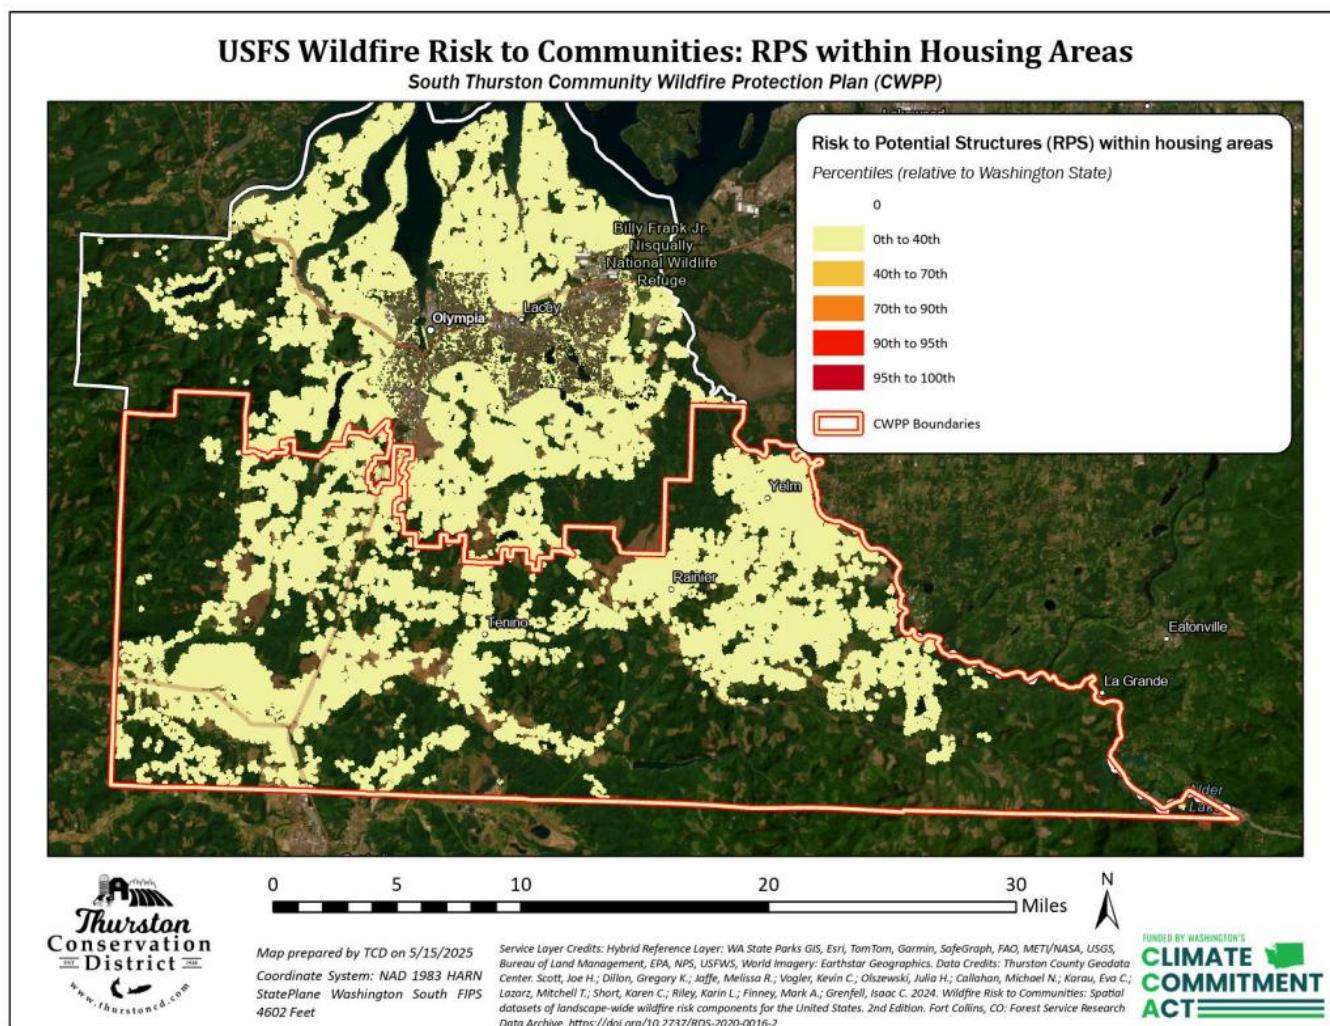 USFS Wildfire Risk to Communities: RPS within Housing Areas
South Thurston Community Wildfire Protection Plan (CWPP)
Risk to Potential Structures (RPS) within housing areas
Percentiles (relative to Washington State)
0
0th to 40th
40th to 70th
70th to 90th
90th to 95th
95th to 100th
CWPP Boundaries
Billy Frank Jr.
Nisqually
National Wildlife
Refuge
Lacey
Olympia
Yelm
Rainier
Tenino
Eatonville
La Grande
Alder
0 5 10 20 30
Miles
N
Thurston
Conservation
District
www.thurstoncd.com
Map prepared by TCD on 5/15/2025
Coordinate System: NAD 1983 HARN
StatePlane Washington South FIPS
4602 Feet
Service Layer Credits: Hybrid Reference Layer: WA State Parks GIS, Esri, TomTom, Garmin, SafeGraph, FAO, METI/NASA, USGS,
Bureau of Land Management, EPA, NPS, USFWS, World Imagery: Earthstar Geographics. Data Credits: Thurston County Geodata
Center. Scott, Joe H.; Dillon, Gregory K.; Jaffe, Melissa R.; Vogler, Kevin C.; Olszewski, Julia H.; Callahan, Michael N.; Karau, Eva C.;
Lazarz, Mitchell T.; Short, Karen C.; Riley, Karin L.; Finney, Mark A.; Grenfell, Isaac C. 2024. Wildfire Risk to Communities: Spatial
datasets of landscape-wide wildfire risk components for the United States. 2nd Edition. Fort Collins, CO: Forest Service Research
Data Archive. https://doi.org/10.2737/RDS-2020-0016-2
FUNDED BY WASHINGTON'S
CLIMATE
COMMITMENT
ACT